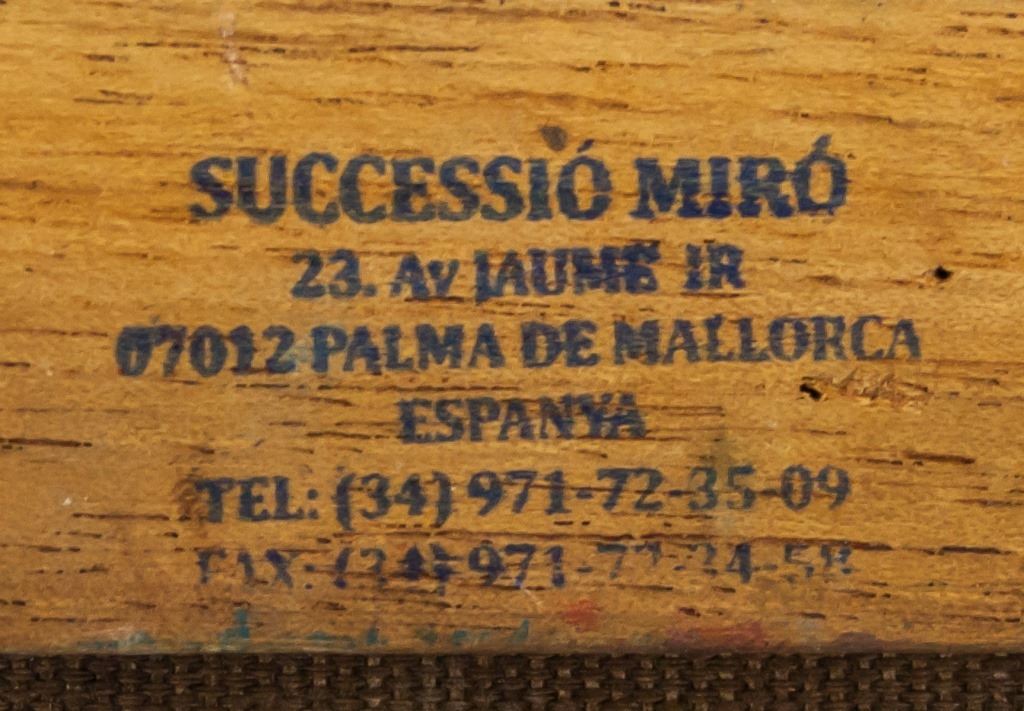 SUCCESSIÓ MIRÓ
23. Av JAUME IR
07012 PALMA DE MALLORCA
ESPANYA
TEL: (34) 971-72-35-09
FAX: (34) 971-